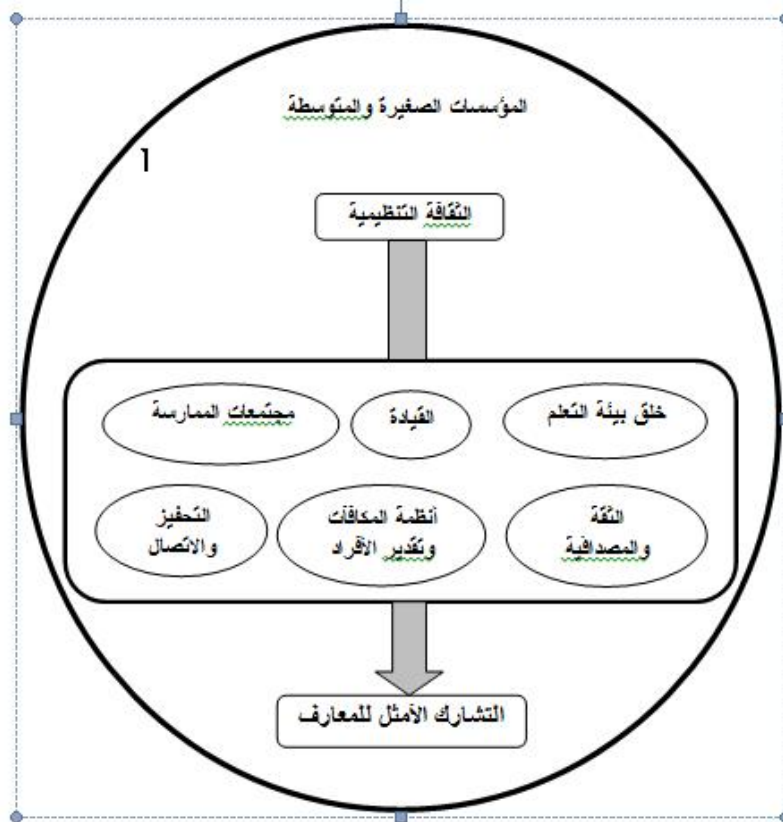 المؤسسات الصغيرة والمتوسطة
1
الثقافة التنظيمية
خلق بيئة التعلم
القيادة
مجتمعات الممارسة
الثقة
والمصداقية
أنظمة المكافآت
وتقدير الأفراد
التحفيز
والاتصال
التشارك الأمثل للمعارف